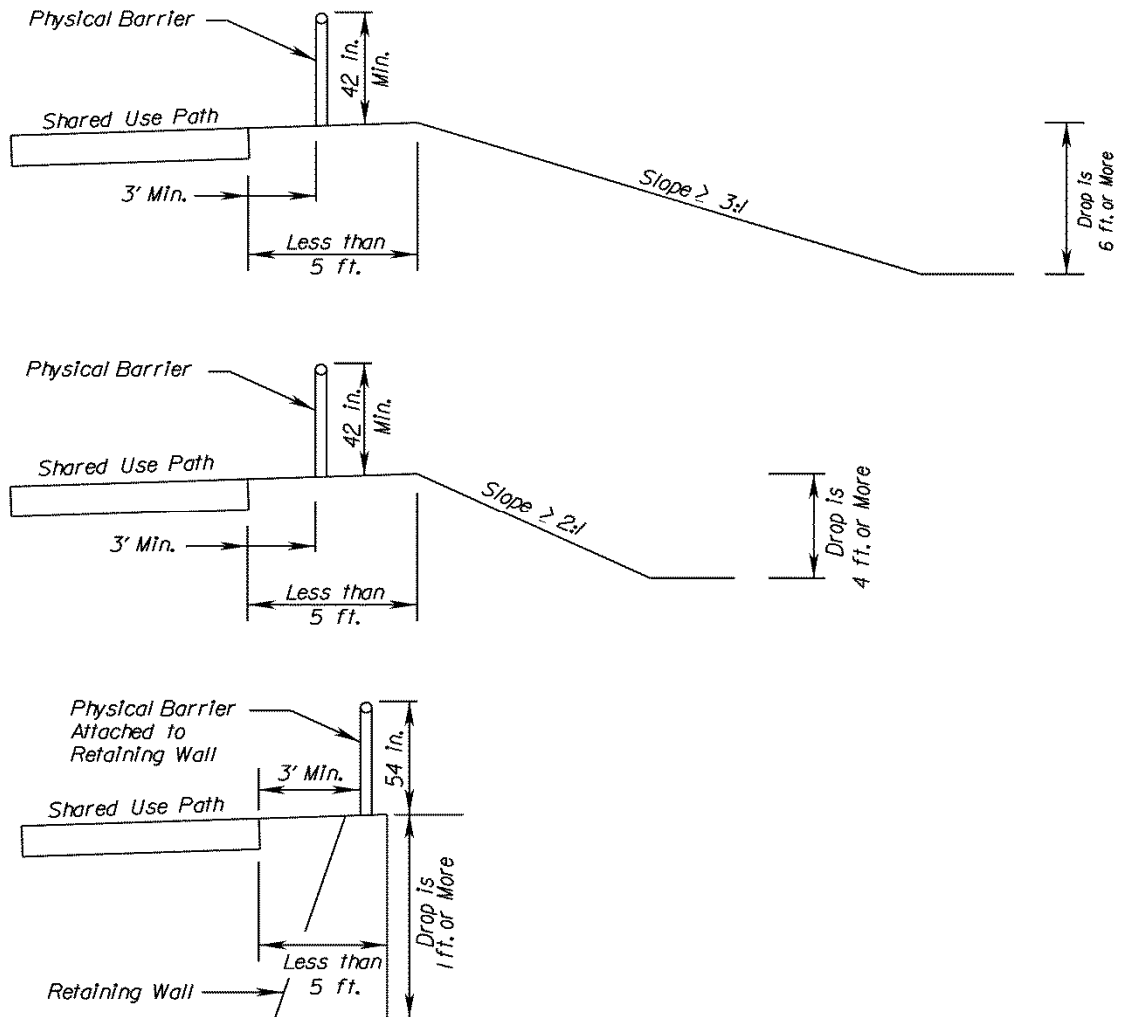 Physical Barrier
42 in.
Min.
Shared Use Path
3' Min.
Less than
5 ft.
Slope ≥ 3:1
Drop is
6 ft. or More
Physical Barrier
42 in.
Min.
Shared Use Path
3' Min.
Less than
5 ft.
Slope ≥ 2:1
Drop is
4 ft. or More
Physical Barrier
Attached to
Retaining Wall
54 in.
3' Min.
Shared Use Path
Drop is
1 ft. or More
Less than
5 ft.
Retaining Wall